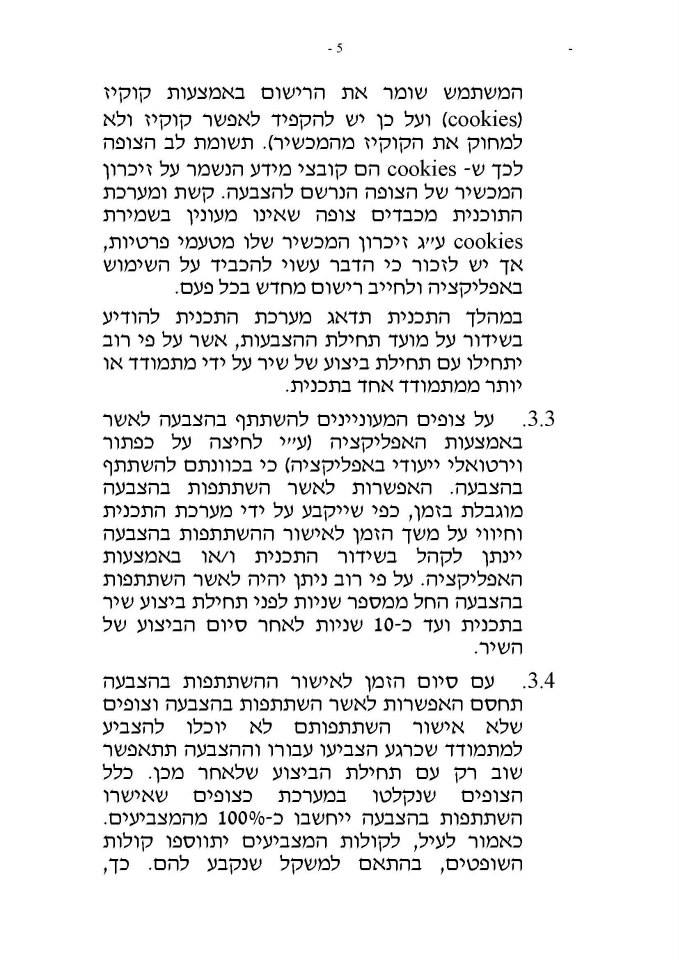 - 5 -
המשתמש שומר את הרישום באמצעות קוקיז
(cookies) ועל כן יש להקפיד לאפשר קוקיז ולא
למחוק את הקוקיז מהמכשיר). תשומת לב הצופה
לכך ש- cookies הם קובצי מידע הנשמר על זיכרון
המכשיר של הצופה הנרשם להצבעה. קשת ומערכת
התוכנית מכבדים צופה שאינו מעונין בשמירת
cookies ע״ג זיכרון המכשיר שלו מטעמי פרטיות,
אך יש לזכור כי הדבר עשוי להכביד על השימוש
באפליקציה ולחייב רישום מחדש בכל פעם.
במהלך התכנית תדאג מערכת התכנית להודיע
בשידור על מועד תחילת ההצבעות, אשר על פי רוב
יתחילו עם תחילת ביצוע של שיר על ידי מתמודד או
יותר ממתמודד אחד בתכנית.
3.3. על צופים המעוניינים להשתתף בהצבעה לאשר
באמצעות האפליקציה (ע״י לחיצה על כפתור
וירטואלי ייעודי באפליקציה) כי בכוונתם להשתתף
בהצבעה. האפשרות לאשר השתתפות בהצבעה
מוגבלת בזמן, כפי שייקבע על ידי מערכת התכנית
וחיווי על משך הזמן לאישור ההשתתפות בהצבעה
יינתן לקהל בשידור התכנית ו/או באמצעות
האפליקציה. על פי רוב ניתן יהיה לאשר השתתפות
בהצבעה החל ממספר שניות לפני תחילת ביצוע שיר
בתכנית ועד כ-10 שניות לאחר סיום הביצוע של
השיר.
3.4. עם סיום הזמן לאישור ההשתתפות בהצבעה
תחסם האפשרות לאשר השתתפות בהצבעה וצופים
שלא אישור השתתפותם לא יוכלו להצביע
למתמודד שכרגע הצביעו עבורו וההצבעה תתאפשר
שוב רק עם תחילת הביצוע שלאחר מכן. כלל
הצופים שנקלטו במערכת כצופים שאישרו
השתתפות בהצבעה ייחשבו כ-100% מהמצביעים.
כאמור לעיל, לקולות המצביעים יתווספו קולות
השופטים, בהתאם למשקל שנקבע להם. כך,